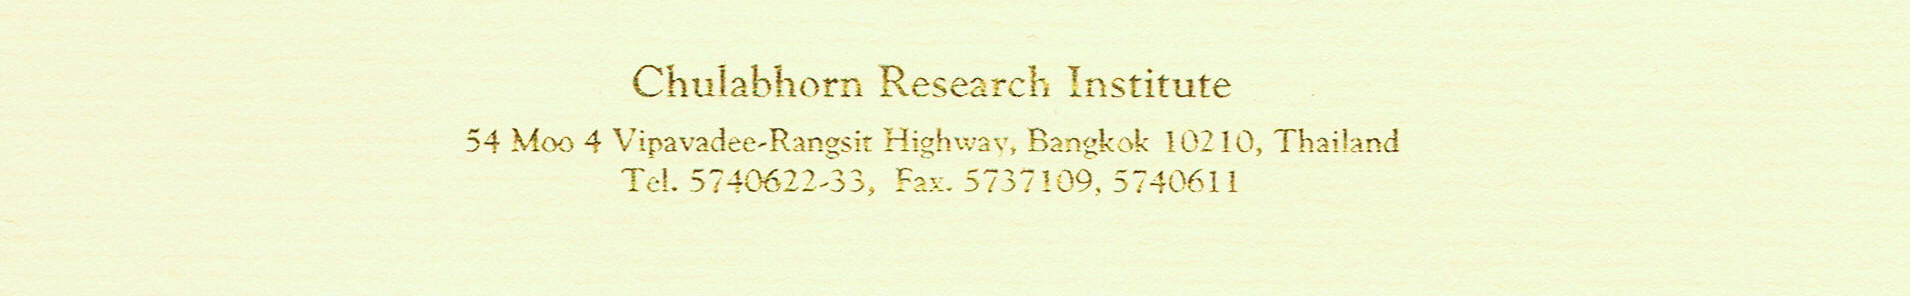 Chulabhorn Research Institute
54 Moo 4 Vipavadee-Rangsit Highway, Bangkok 10210, Thailand
Tel. 5740622-33, Fax. 5737109, 5740611